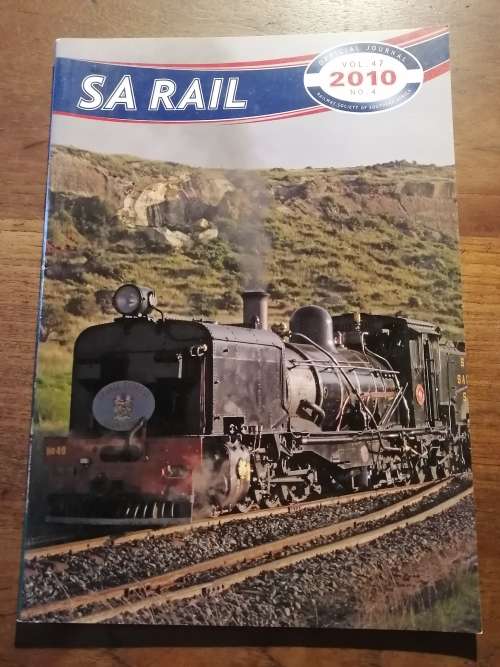 OFFICIAL JOURNAL
VOL. 47
2010
NO. 4
RAILWAY SOCIETY OF SOUTHERN AFRICA
SA RAIL